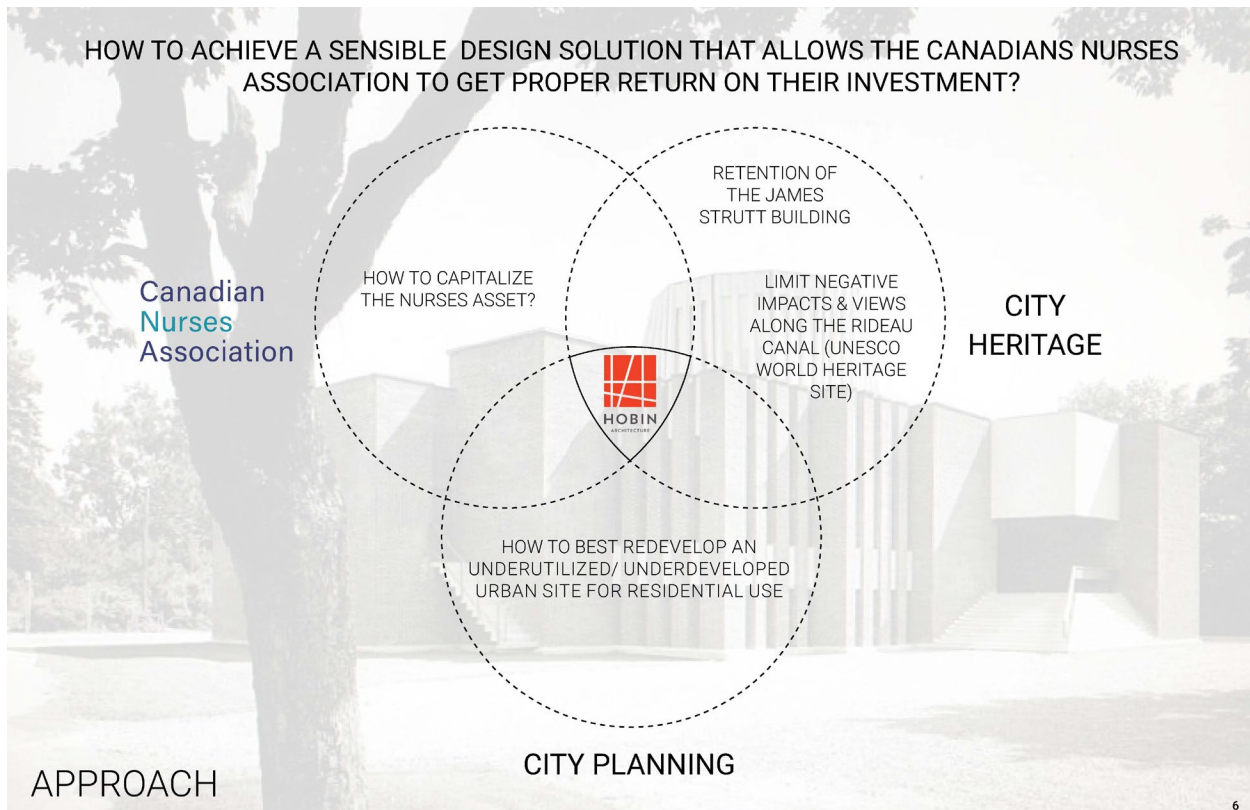 HOW TO ACHIEVE A SENSIBLE DESIGN SOLUTION THAT ALLOWS THE CANADIANS NURSES
ASSOCIATION TO GET PROPER RETURN ON THEIR INVESTMENT?
RETENTION OF
THE JAMES
STRUTT BUILDING
HOW TO CAPITALIZE
THE NURSES ASSET?
LIMIT NEGATIVE
IMPACTS & VIEWS
ALONG THE RIDEAU
CANAL (UNESCO
WORLD HERITAGE
SITE)
Canadian
Nurses
Association
CITY
HERITAGE
HOBIN
ARCHITECTURE
HOW TO BEST REDEVELOP AN
UNDERUTILIZED/ UNDERDEVELOPED
URBAN SITE FOR RESIDENTIAL USE
CITY PLANNING
APPROACH
6